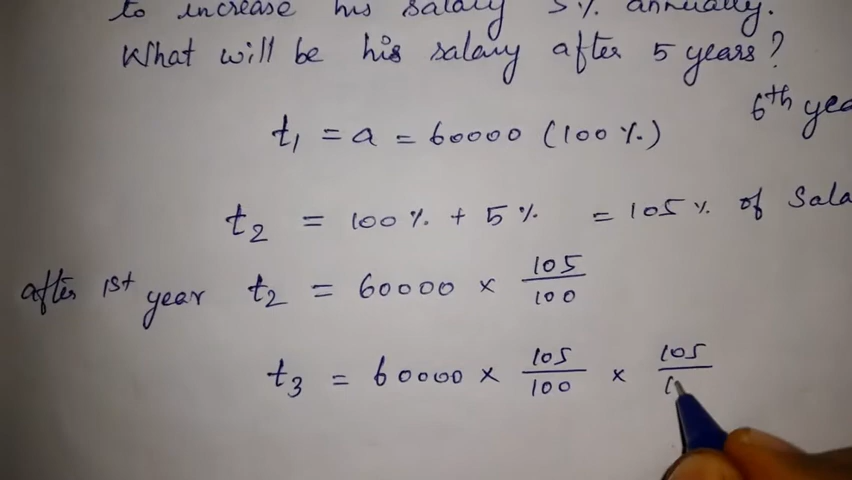 to increase his salary 5% annually.
What will be his salary after 5 years?
6th yea
t1 = a = 60000 (100%)
t2 = 100% + 5% = 105% of Sala
after 1st year t2 = 60000 × 105/100
t3 = 60000 × 105/100 × 105/1